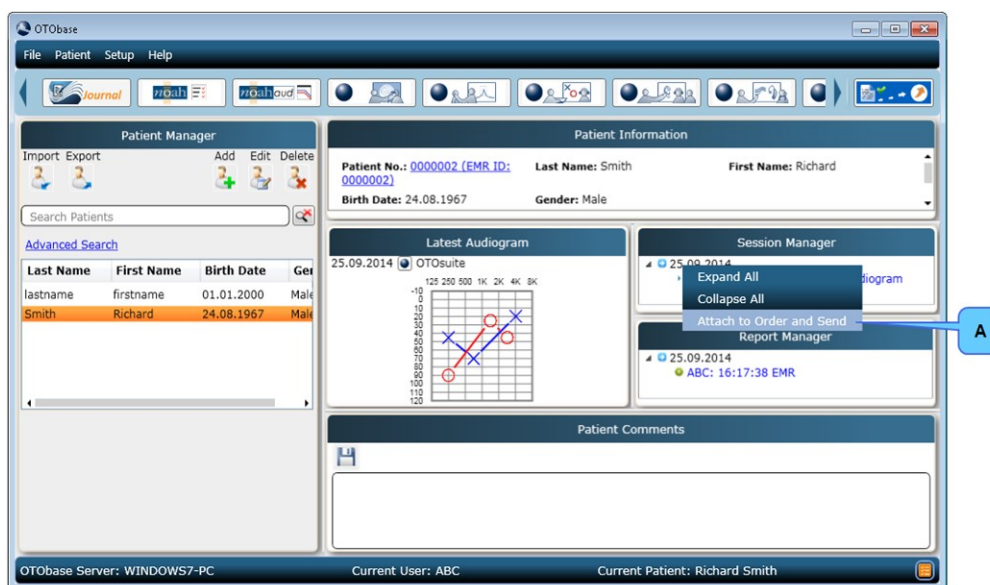 OTObase
File Patient Setup Help
Journal noah noah aud
Patient Manager
Import Export Add Edit Delete
Search Patients
Advanced Search
Last Name First Name Birth Date Ger
lastname firstname 01.01.2000 Male
Smith Richard 24.08.1967 Male
Patient Information
Patient No.: 0000002 (EMR ID: Last Name: Smith First Name: Richard
0000002)
Birth Date: 24.08.1967 Gender: Male
Latest Audiogram
25.09.2014 OTOsuite
125 250 500 1K 2K 4K 8K
-10
0
10
20
30
40
50
60
70
80
90
100
110
120
Session Manager
25.09.2014
diogram
Expand All
Collapse All
Attach to Order and Send
A
Report Manager
25.09.2014
ABC: 16:17:38 EMR
Patient Comments
OTObase Server: WINDOWS7-PC Current User: ABC Current Patient: Richard Smith